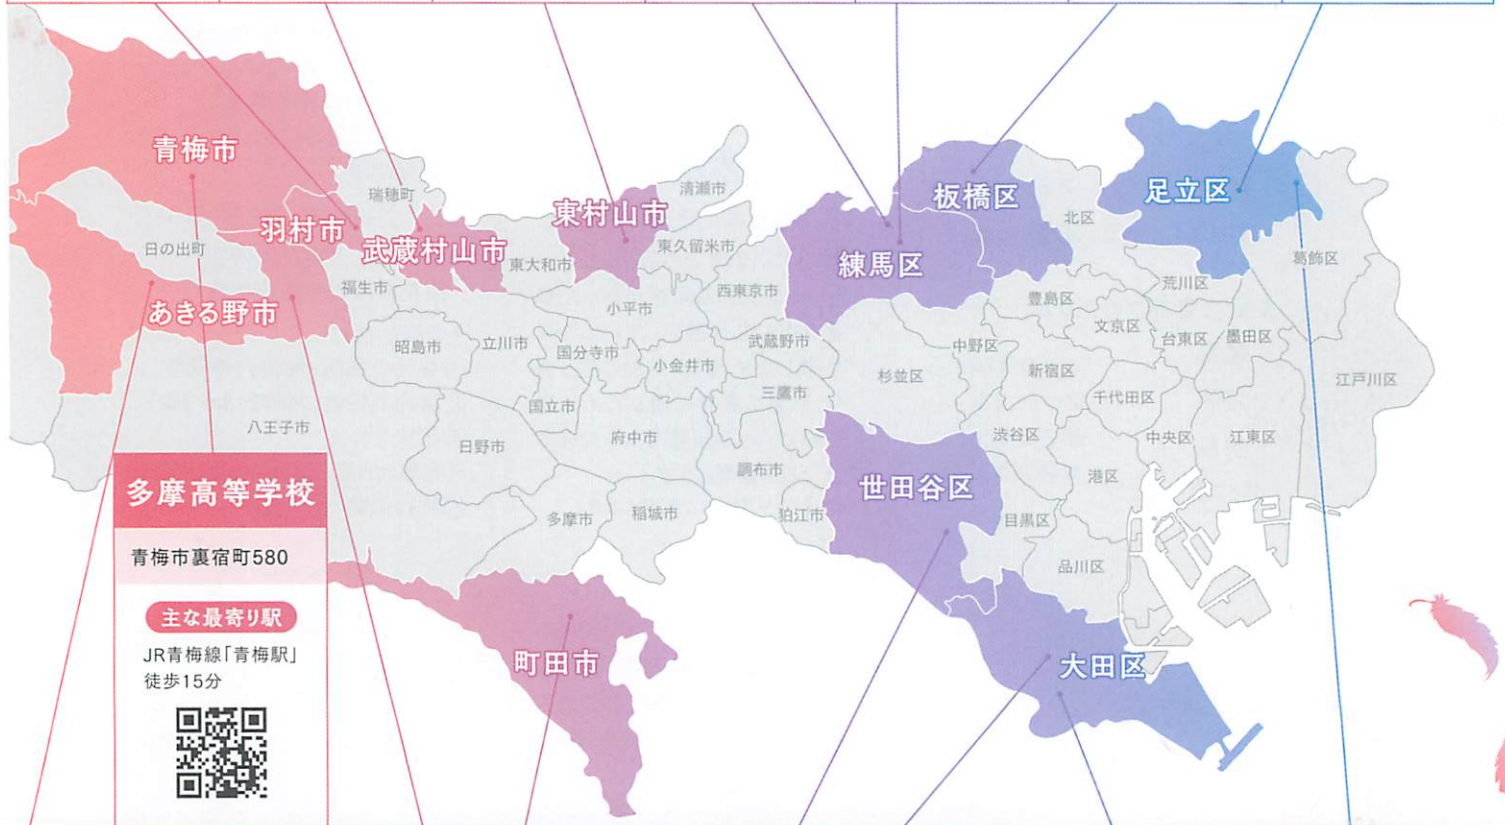 青梅市
瑞穂町
清瀬市
板橋区
足立区
羽村市
東村山市
北区
日の出町
武蔵村山市
東大和市
東久留米市
練馬区
葛飾区
福生市
西東京市
荒川区
あきる野市
小平市
豊島区
文京区
昭島市
立川市
国分寺市
小金井市
武蔵野市
中野区
台東区
墨田区
杉並区
新宿区
江戸川区
三鷹市
千代田区
国立市
八王子市
日野市
府中市
渋谷区
中央区
江東区
調布市
港区
世田谷区
多摩市
稲城市
狛江市
目黒区
品川区
町田市
大田区
多摩高等学校
青梅市裏宿町580
主な最寄り駅
JR青梅線「青梅駅」
徒歩15分